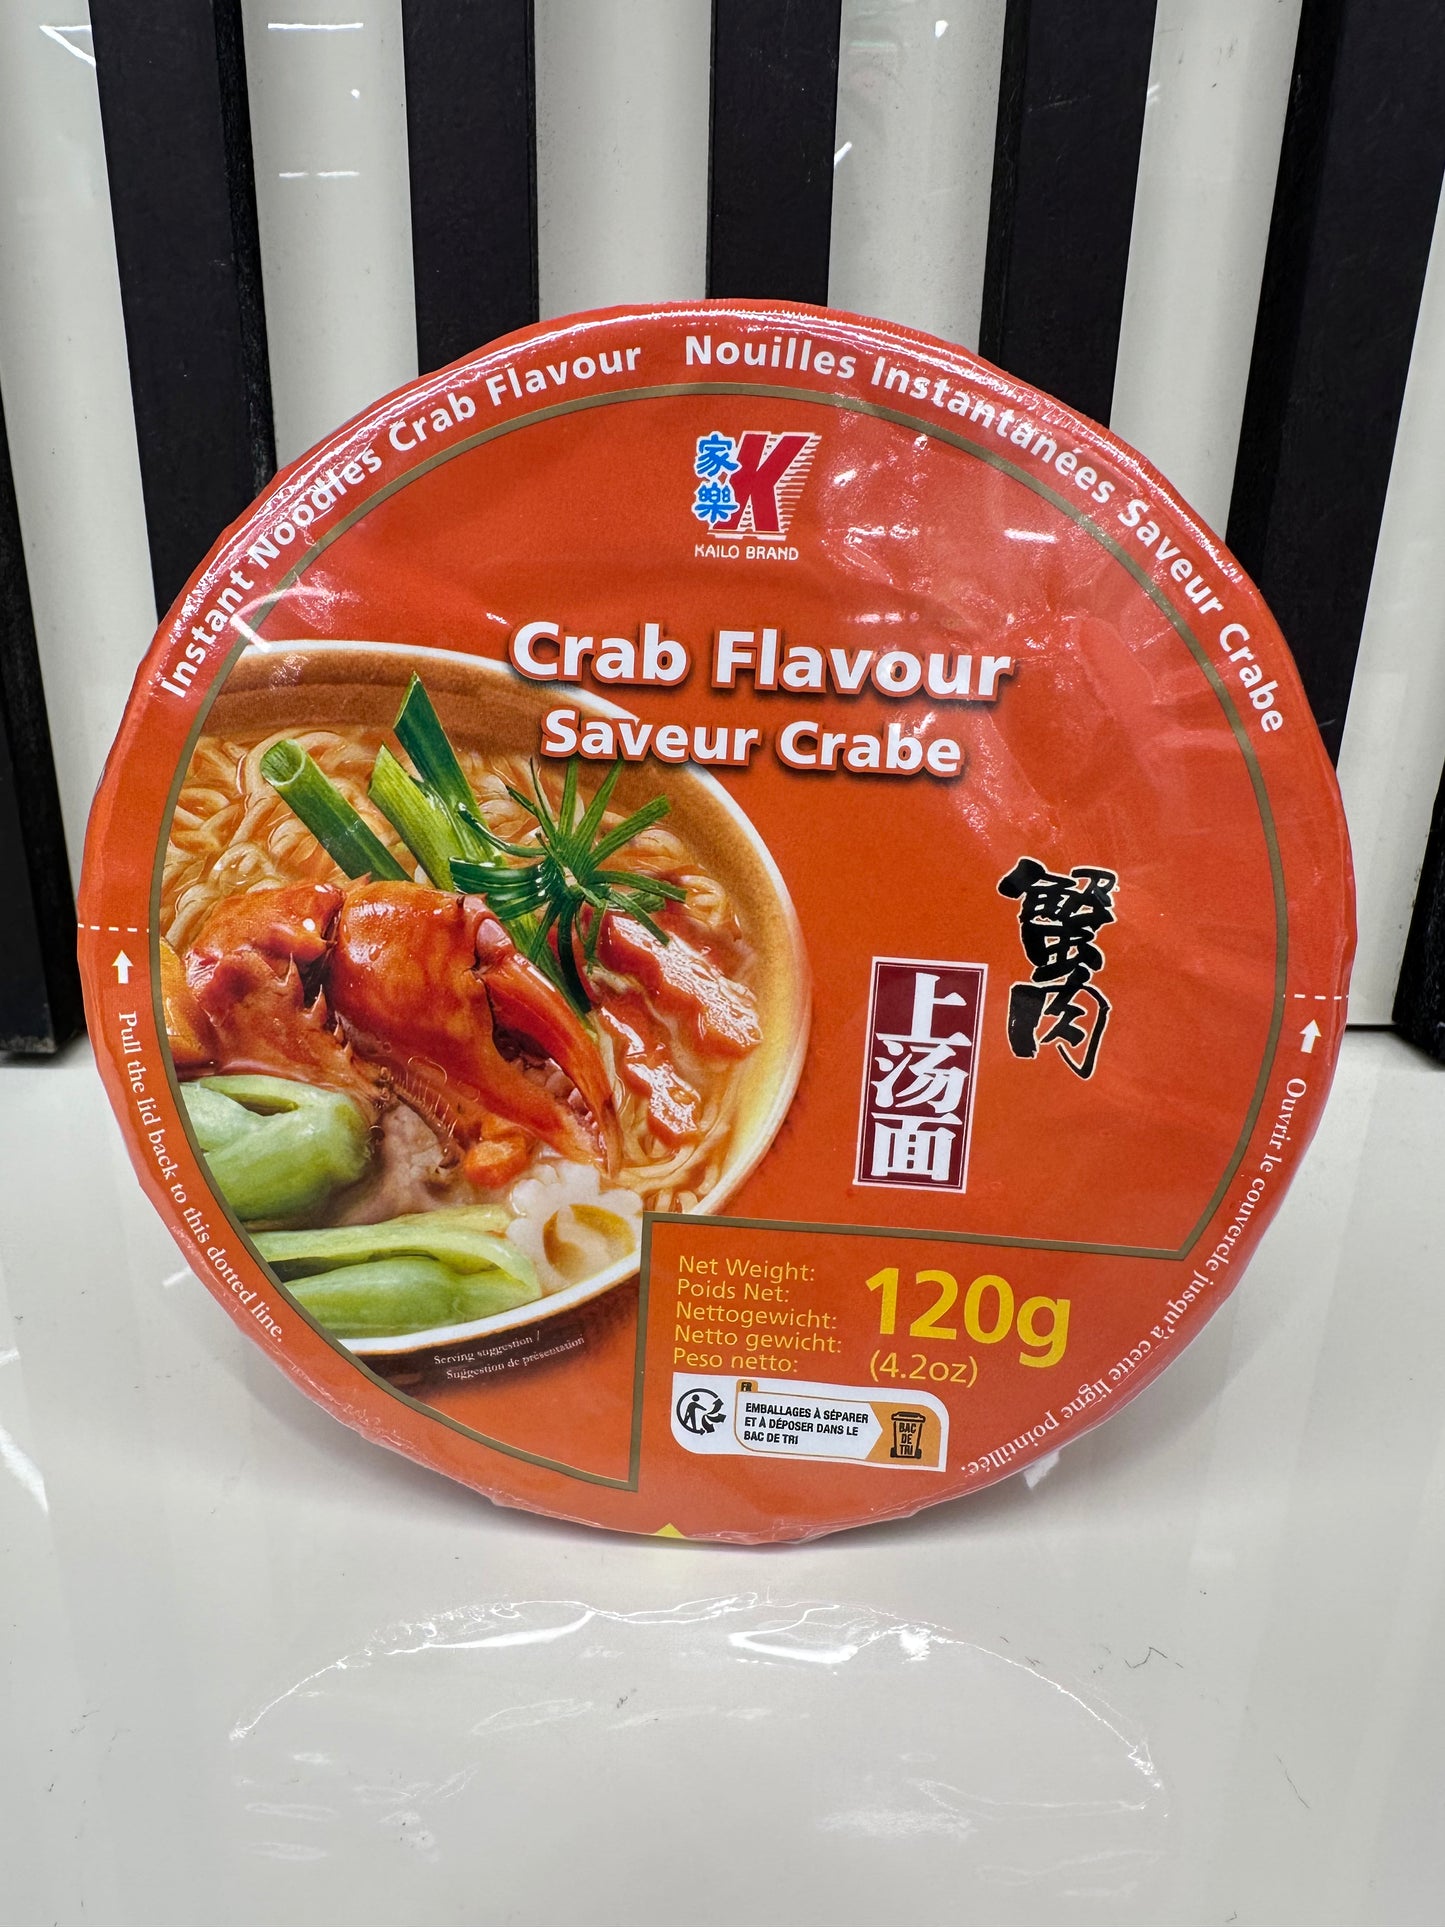 Instant Noodles Crab Flavour Nouilles Instantanées Saveur Crabe
家樂 K
KAILO BRAND
Crab Flavour
Saveur Crabe
蟹肉
上汤面
Pull the lid back to this dotted line.
Ouvrir le couvercle jusqu'à cette ligne pointillée.
Serving suggestion /
Suggestion de présentation
Net Weight:
Poids Net:
Nettogewicht:
Netto gewicht:
Peso netto:
120g
(4.2oz)
FR
EMBALLAGES À SÉPARER
ET À DÉPOSER DANS LE
BAC DE TRI
BAC
DE
TRI